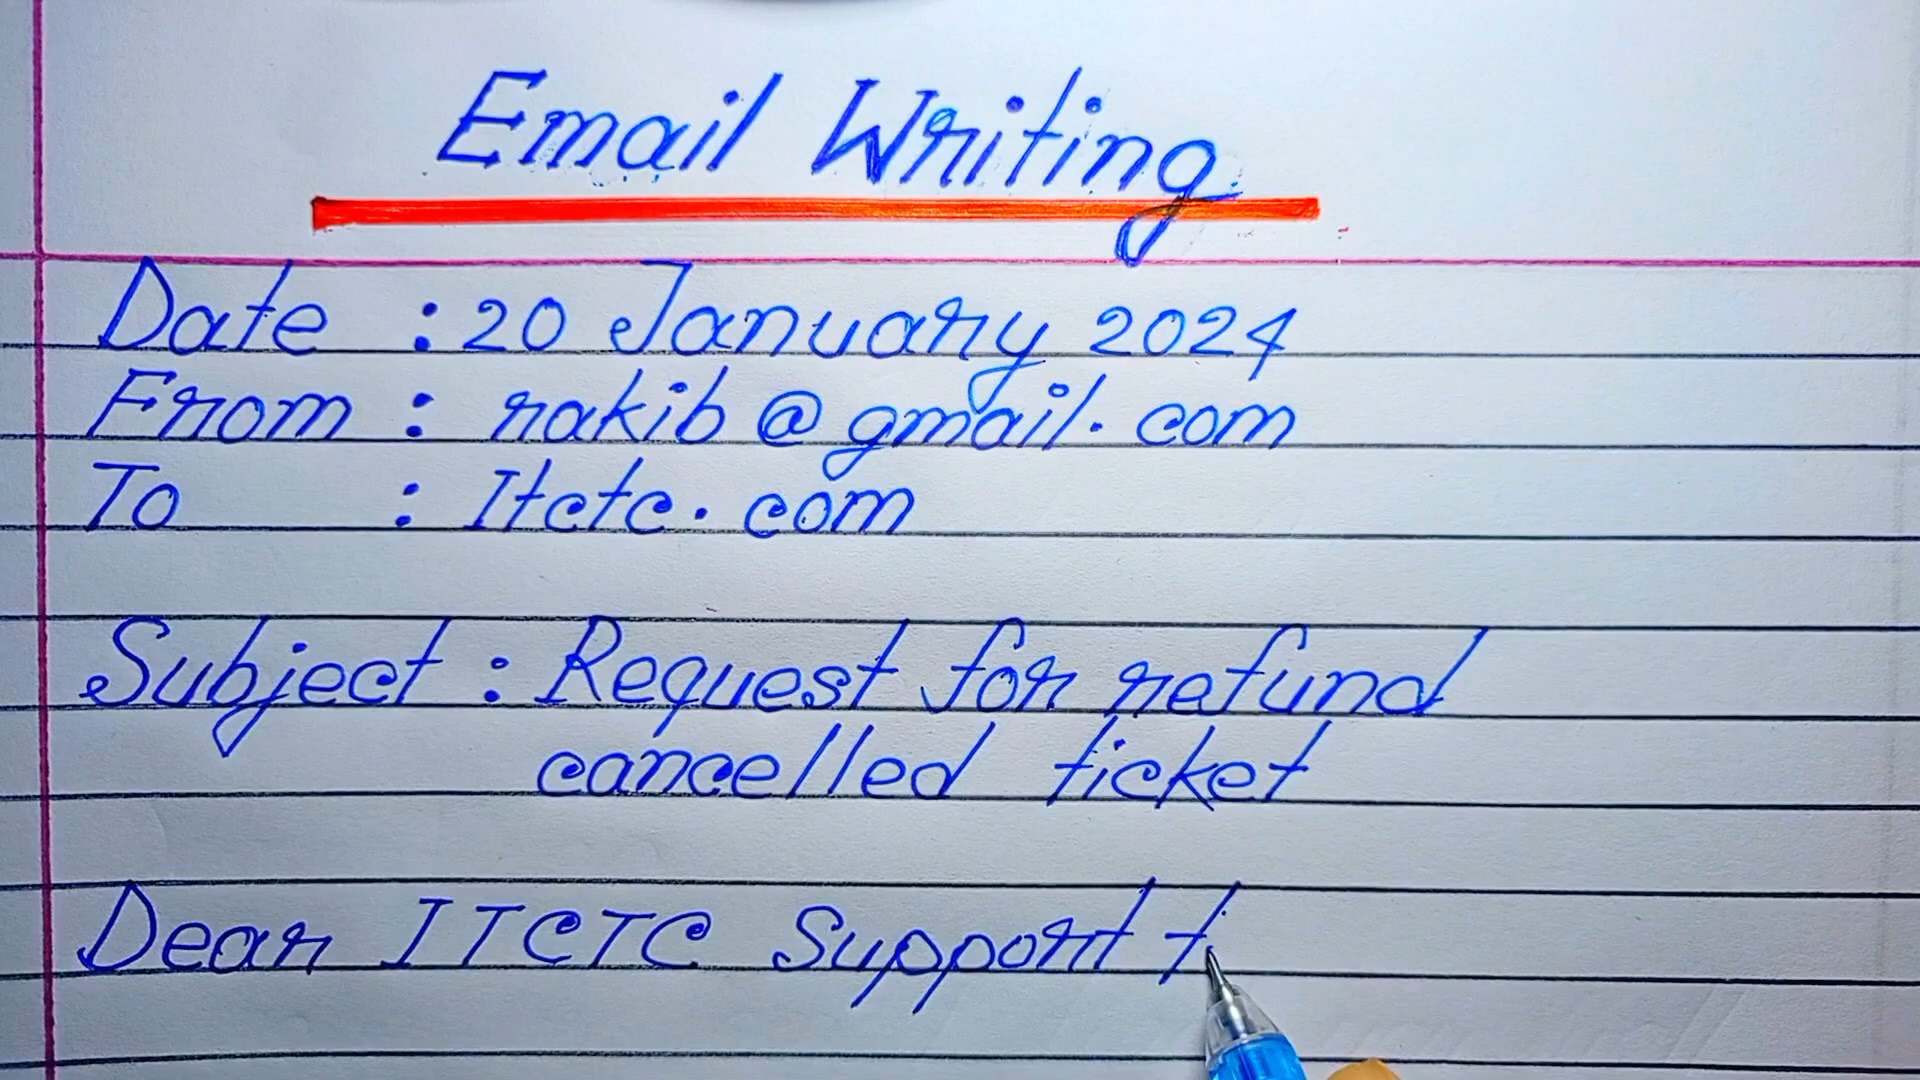 Email Writing
Date : 20 January 2024
From : rakib@gmail.com
To : Itctc.com
Subject : Request for refund
cancelled ticket
Dear ITCTC Support t